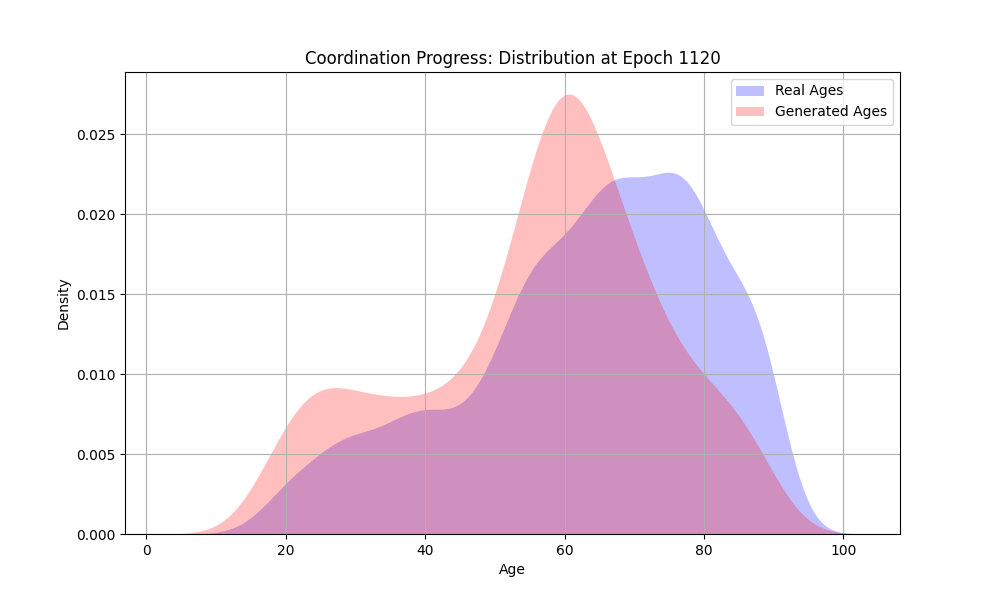 Coordination Progress: Distribution at Epoch 1120
Real Ages
Generated Ages
0.025
0.020
0.015
0.010
0.005
0.000
Density
0 20 40 60 80 100
Age